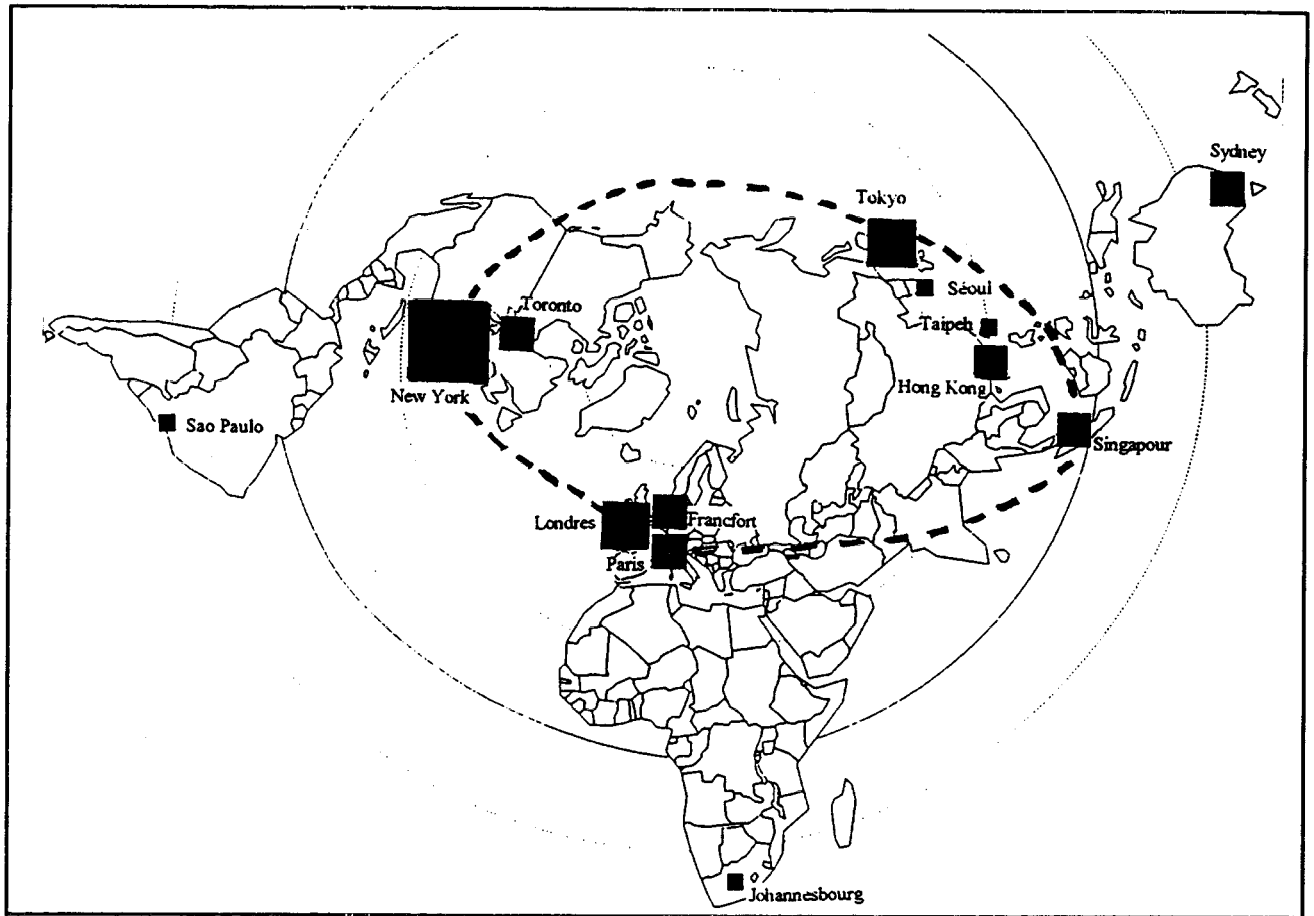 Sydney
Tokyo
Séoul
Toronto
Taipeh
Hong Kong
New York
Sao Paulo
Singapour
Londres
Francfort
Paris
Johannesbourg